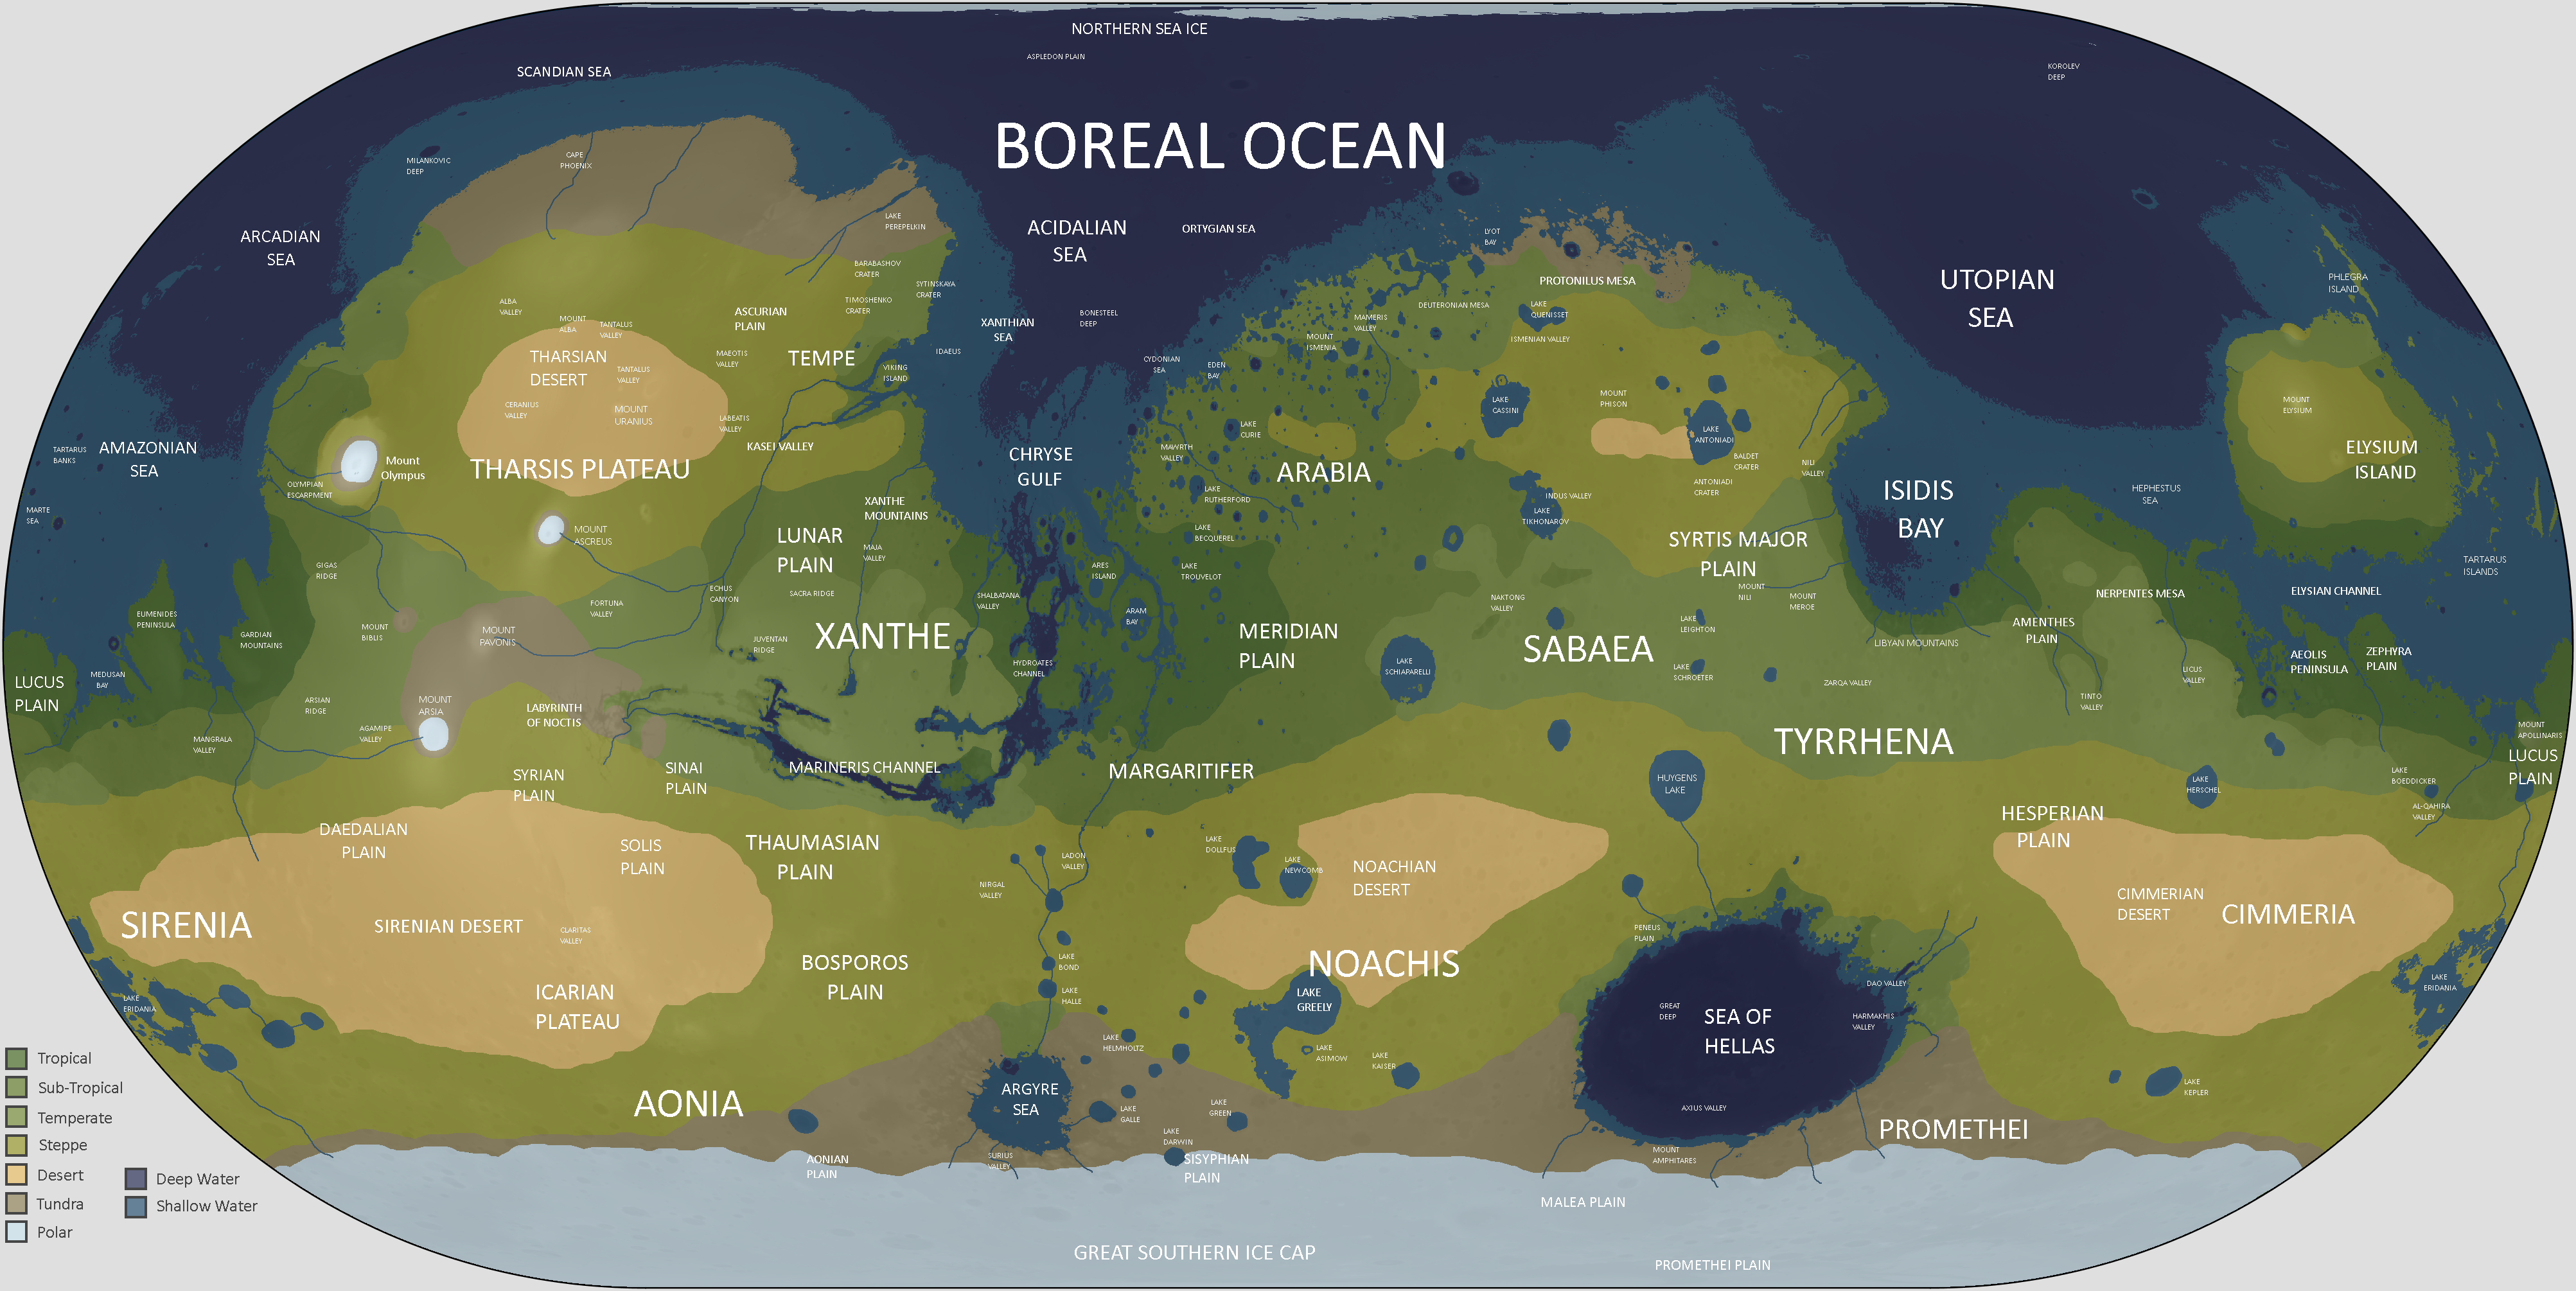 NORTHERN SEA ICE
ASPLEDON PLAIN
SCANDIAN SEA
KOROLEV
DEEP
BOREAL OCEAN
MILANKOVIC
DEEP
CAPE
PHOENIX
LAKE
PEREPELKIN
ARCADIAN
SEA
ACIDALIAN
SEA
ORTYGIAN SEA
LYOT
BAY
BARABASHOV
CRATER
SYTINSKAYA
CRATER
TIMOSHENKO
CRATER
PROTONILUS MESA
UTOPIAN
SEA
PHLEGRA
ISLAND
ALBA
VALLEY
MOUNT
ALBA
TANTALUS
VALLEY
ASCURIAN
PLAIN
XANTHIAN
SEA
BONESTEEL
DEEP
DEUTERONIAN MESA
LAKE
QUENISSET
MAMERIS
VALLEY
MOUNT
ISMENIA
ISMENIAN VALLEY
THARSIAN
DESERT
TANTALUS
VALLEY
MAEOTIS
VALLEY
TEMPE
VIKING
ISLAND
IDAEUS
CYDONIAN
SEA
EDEN
BAY
CERANIUS
VALLEY
MOUNT
URANIUS
LABEATIS
VALLEY
KASEI VALLEY
LAKE
CASSINI
MOUNT
PHISON
LAKE
ANTONIADI
MOUNT
ELYSIUM
TARTARUS
BANKS
AMAZONIAN
SEA
Mount
Olympus
THARSIS PLATEAU
CHRYSE
GULF
LAKE
CURIE
MAWRTH
VALLEY
ARABIA
BALDET
CRATER
NILI
VALLEY
ELYSIUM
ISLAND
OLYMPIAN
ESCARPMENT
MARTE
SEA
XANTHE
MOUNTAINS
LAKE
RUTHERFORD
INDUS VALLEY
LAKE
TIKHONAROV
ANTONIADI
CRATER
ISIDIS
BAY
HEPHESTUS
SEA
MOUNT
ASCREUS
LUNAR
PLAIN
MAJA
VALLEY
LAKE
BECQUEREL
SYRTIS MAJOR
PLAIN
TARTARUS
ISLANDS
GIGAS
RIDGE
ARES
ISLAND
LAKE
TROUVELOT
ECHUS
CANYON
SACRA RIDGE
SHALBATANA
VALLEY
NAKTONG
VALLEY
MOUNT
NILI
MOUNT
MEROE
NERPENTES MESA
ELYSIAN CHANNEL
EUMENIDES
PENINSULA
FORTUNA
VALLEY
ARAM
BAY
LAKE
LEIGHTON
AMENTHES
PLAIN
GARDIAN
MOUNTAINS
MOUNT
BIBLIS
MOUNT
PAVONIS
JUVENTAN
RIDGE
XANTHE
MERIDIAN
PLAIN
SABAEA
LIBYAN MOUNTAINS
AEOLIS
PENINSULA
ZEPHYRA
PLAIN
LUCUS
PLAIN
MEDUSAN
BAY
HYDROATES
CHANNEL
LAKE
SCHIAPARELLI
LAKE
SCHROETER
ZARQA VALLEY
LICUS
VALLEY
TINTO
VALLEY
ARSIAN
RIDGE
MOUNT
ARSIA
LABYRINTH
OF NOCTIS
AGAMIPE
VALLEY
MANGRALA
VALLEY
TYRRHENA
MOUNT
APOLLINARIS
LUCUS
PLAIN
SYRIAN
PLAIN
SINAI
PLAIN
MARINERIS CHANNEL
MARGARITIFER
HUYGENS
LAKE
LAKE
HERSCHEL
LAKE
BOEDDICKER
AL-QAHIRA
VALLEY
DAEDALIAN
PLAIN
SOLIS
PLAIN
THAUMASIAN
PLAIN
LADON
VALLEY
LAKE
DOLLFUS
LAKE
NEWCOMB
NOACHIAN
DESERT
HESPERIAN
PLAIN
NIRGAL
VALLEY
CIMMERIAN
DESERT
CIMMERIA
SIRENIA
SIRENIAN DESERT
CLARITAS
VALLEY
PENEUS
PLAIN
BOSPOROS
PLAIN
LAKE
BOND
NOACHIS
LAKE
HALLE
LAKE
GREELY
DAO VALLEY
LAKE
ERIDANIA
LAKE
ERIDANIA
ICARIAN
PLATEAU
GREAT
DEEP
SEA OF
HELLAS
HARMAKHIS
VALLEY
LAKE
HELMHOLTZ
LAKE
ASIMOW
LAKE
KAISER
LAKE
KEPLER
AONIA
ARGYRE
SEA
LAKE
GALLE
LAKE
GREEN
AXIUS VALLEY
PROMETHEI
LAKE
DARWIN
AONIAN
PLAIN
SURIUS
VALLEY
SISYPHIAN
PLAIN
MOUNT
AMPHITARES
MALEA PLAIN
GREAT SOUTHERN ICE CAP
PROMETHEI PLAIN
Tropical
Sub-Tropical
Temperate
Steppe
Desert
Tundra
Polar
Deep Water
Shallow Water